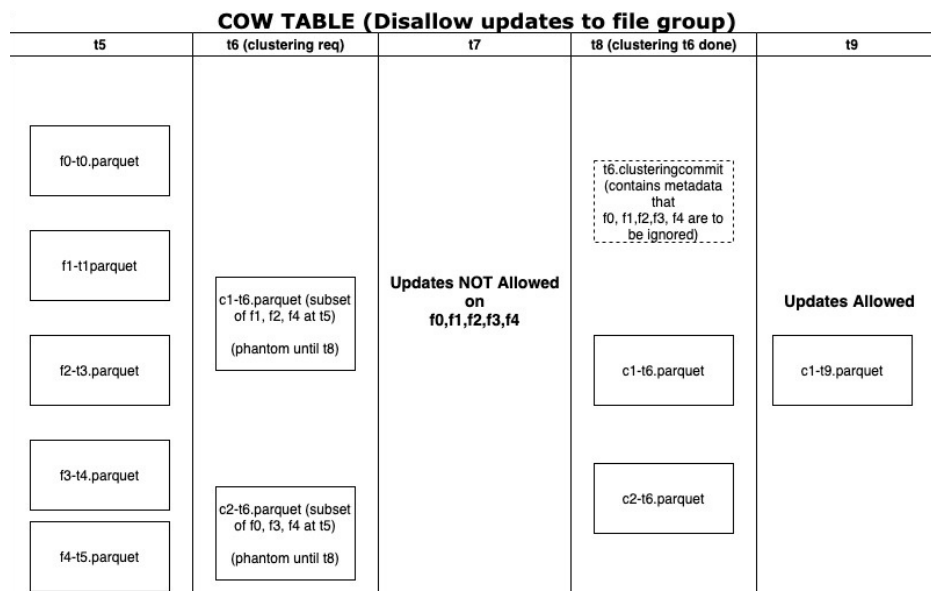 COW TABLE (Disallow updates to file group)
t5
t6 (clustering req)
t7
t8 (clustering t6 done)
t9
f0-t0.parquet
f1-t1parquet
f2-t3.parquet
f3-t4.parquet
f4-t5.parquet
c1-t6.parquet (subset
of f1, f2, f4 at t5)
(phantom until t8)
c2-t6.parquet (subset
of f0, f3, f4 at t5)
(phantom until t8)
Updates NOT Allowed
on
f0,f1,f2,f3,f4
t6.clusteringcommit
(contains metadata
that
f0, f1,f2,f3, f4 are to
be ignored)
c1-t6.parquet
c2-t6.parquet
Updates Allowed
c1-t9.parquet